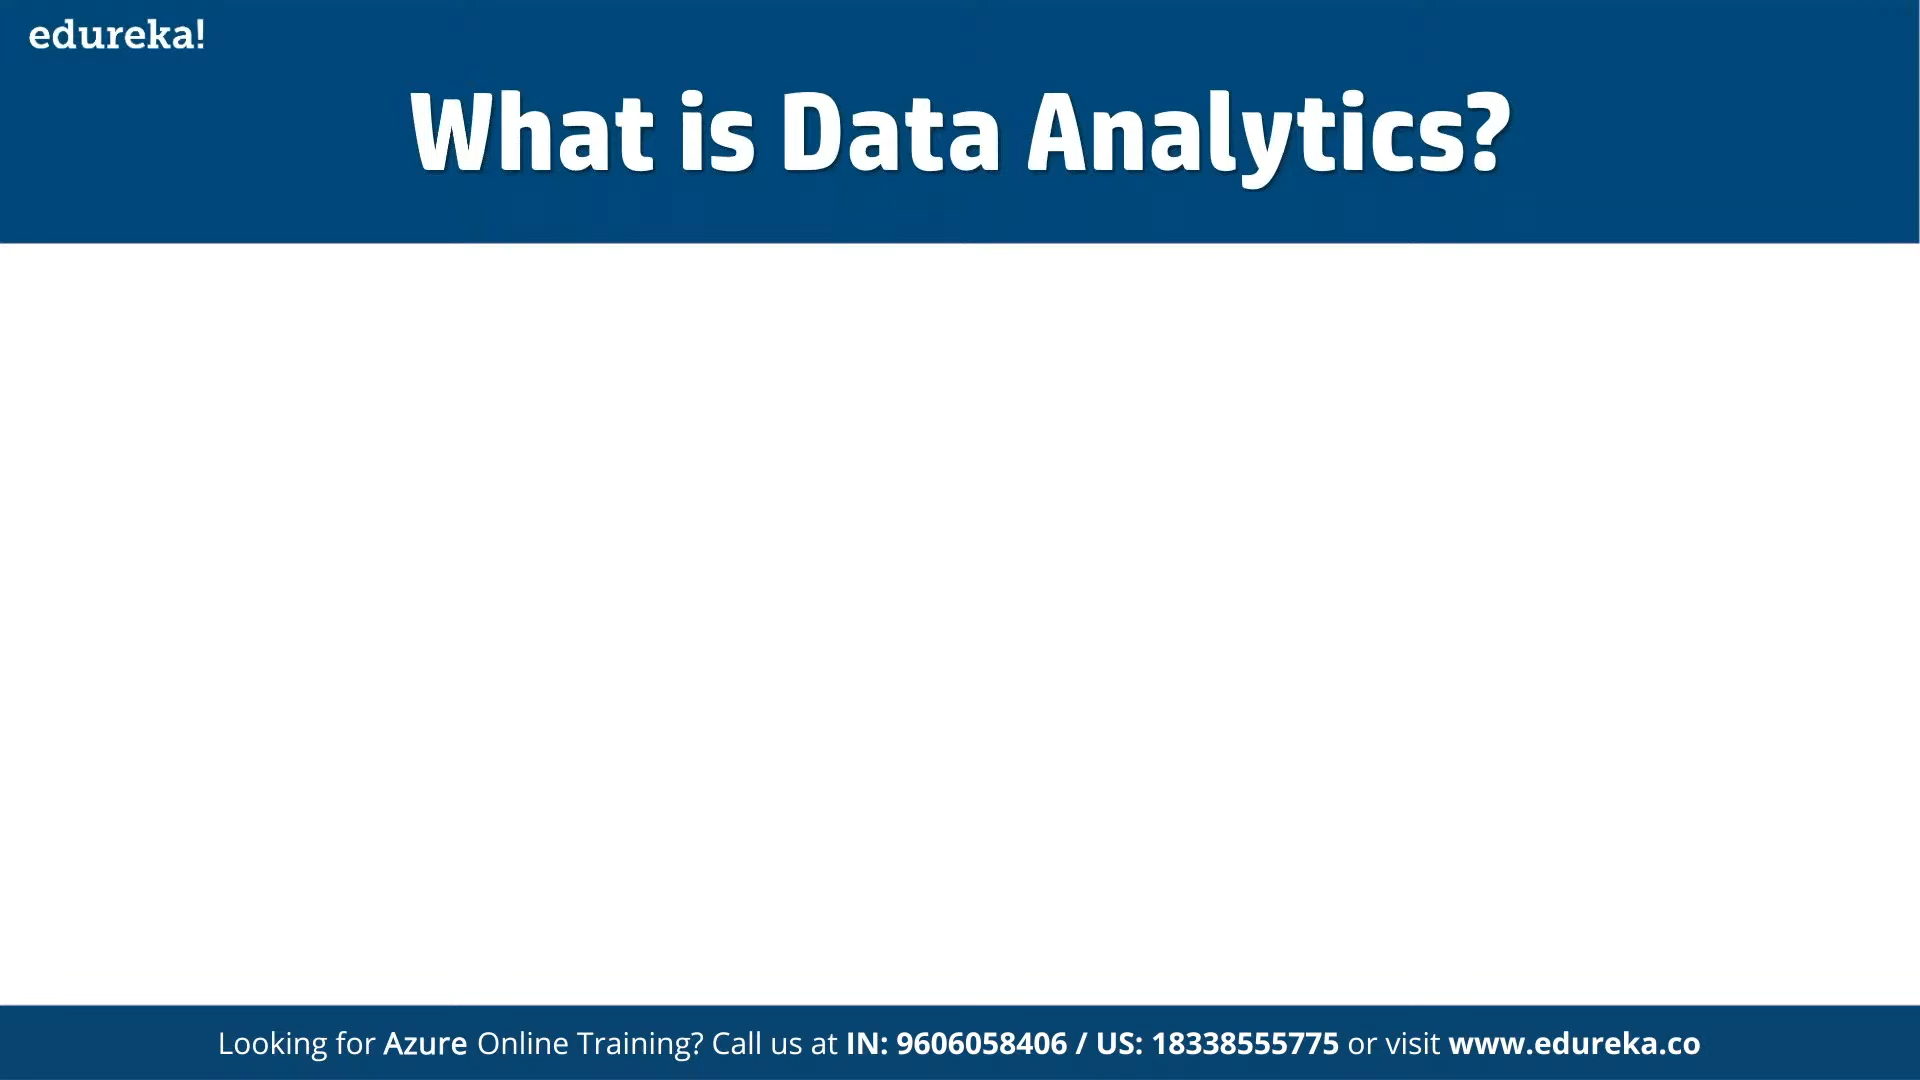 edureka!
What is Data Analytics?
Looking for Azure Online Training? Call us at IN: 9606058406 / US: 18338555775 or visit www.edureka.co